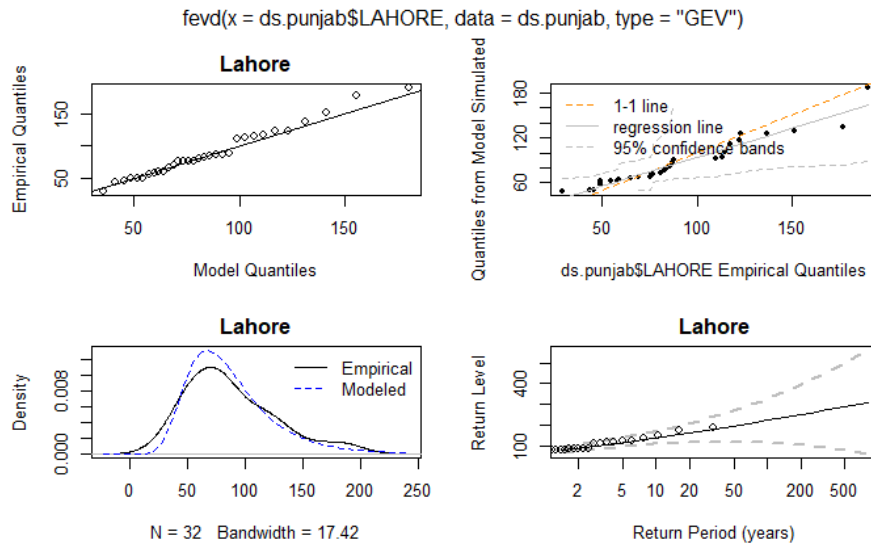 fevd(x = ds.punjab$LAHORE, data = ds.punjab, type = "GEV")
Lahore
Empirical Quantiles
150
50
50 100 150
Model Quantiles
Quantiles from Model Simulated
180
120
60
1-1 line
regression line
95% confidence bands
50 100 150
ds.punjab$LAHORE Empirical Quantiles
Lahore
Density
0.008
0.000
Empirical
Modeled
0 50 100 150 200 250
N = 32 Bandwidth = 17.42
Lahore
Return Level
400
100
2 5 10 20 50 200 500
Return Period (years)